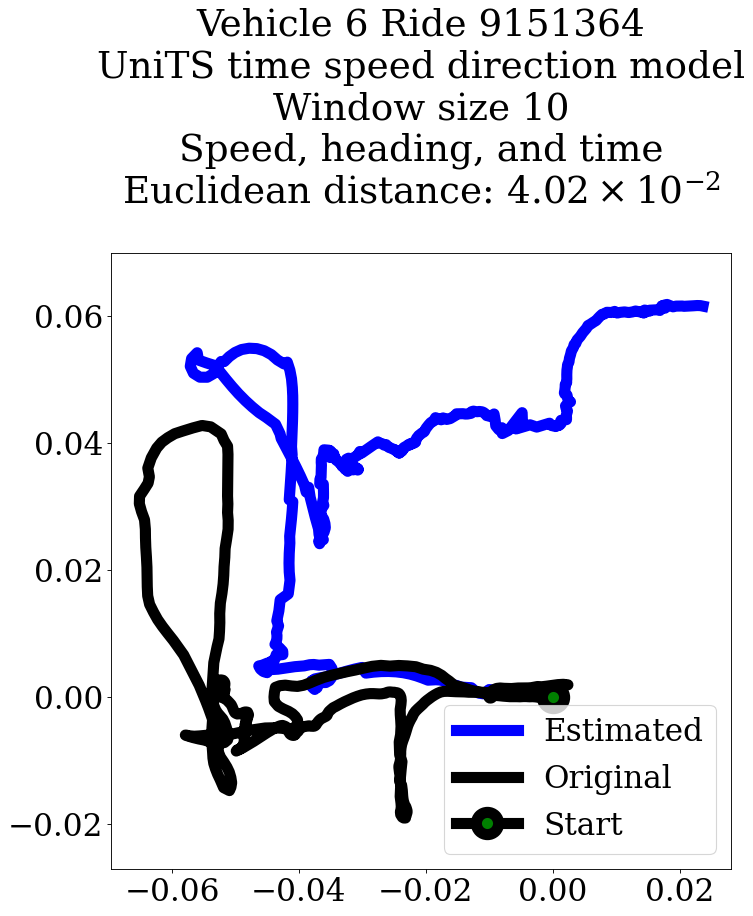 Vehicle 6 Ride 9151364
UniTS time speed direction model
Window size 10
Speed, heading, and time
Euclidean distance: 4.02 × 10⁻²
0.06
0.04
0.02
0.00
−0.02
Estimated
Original
Start
−0.06 −0.04 −0.02 0.00 0.02